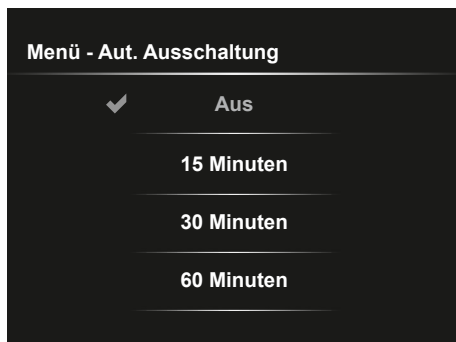 Menü - Aut. Ausschaltung
Aus
15 Minuten
30 Minuten
60 Minuten